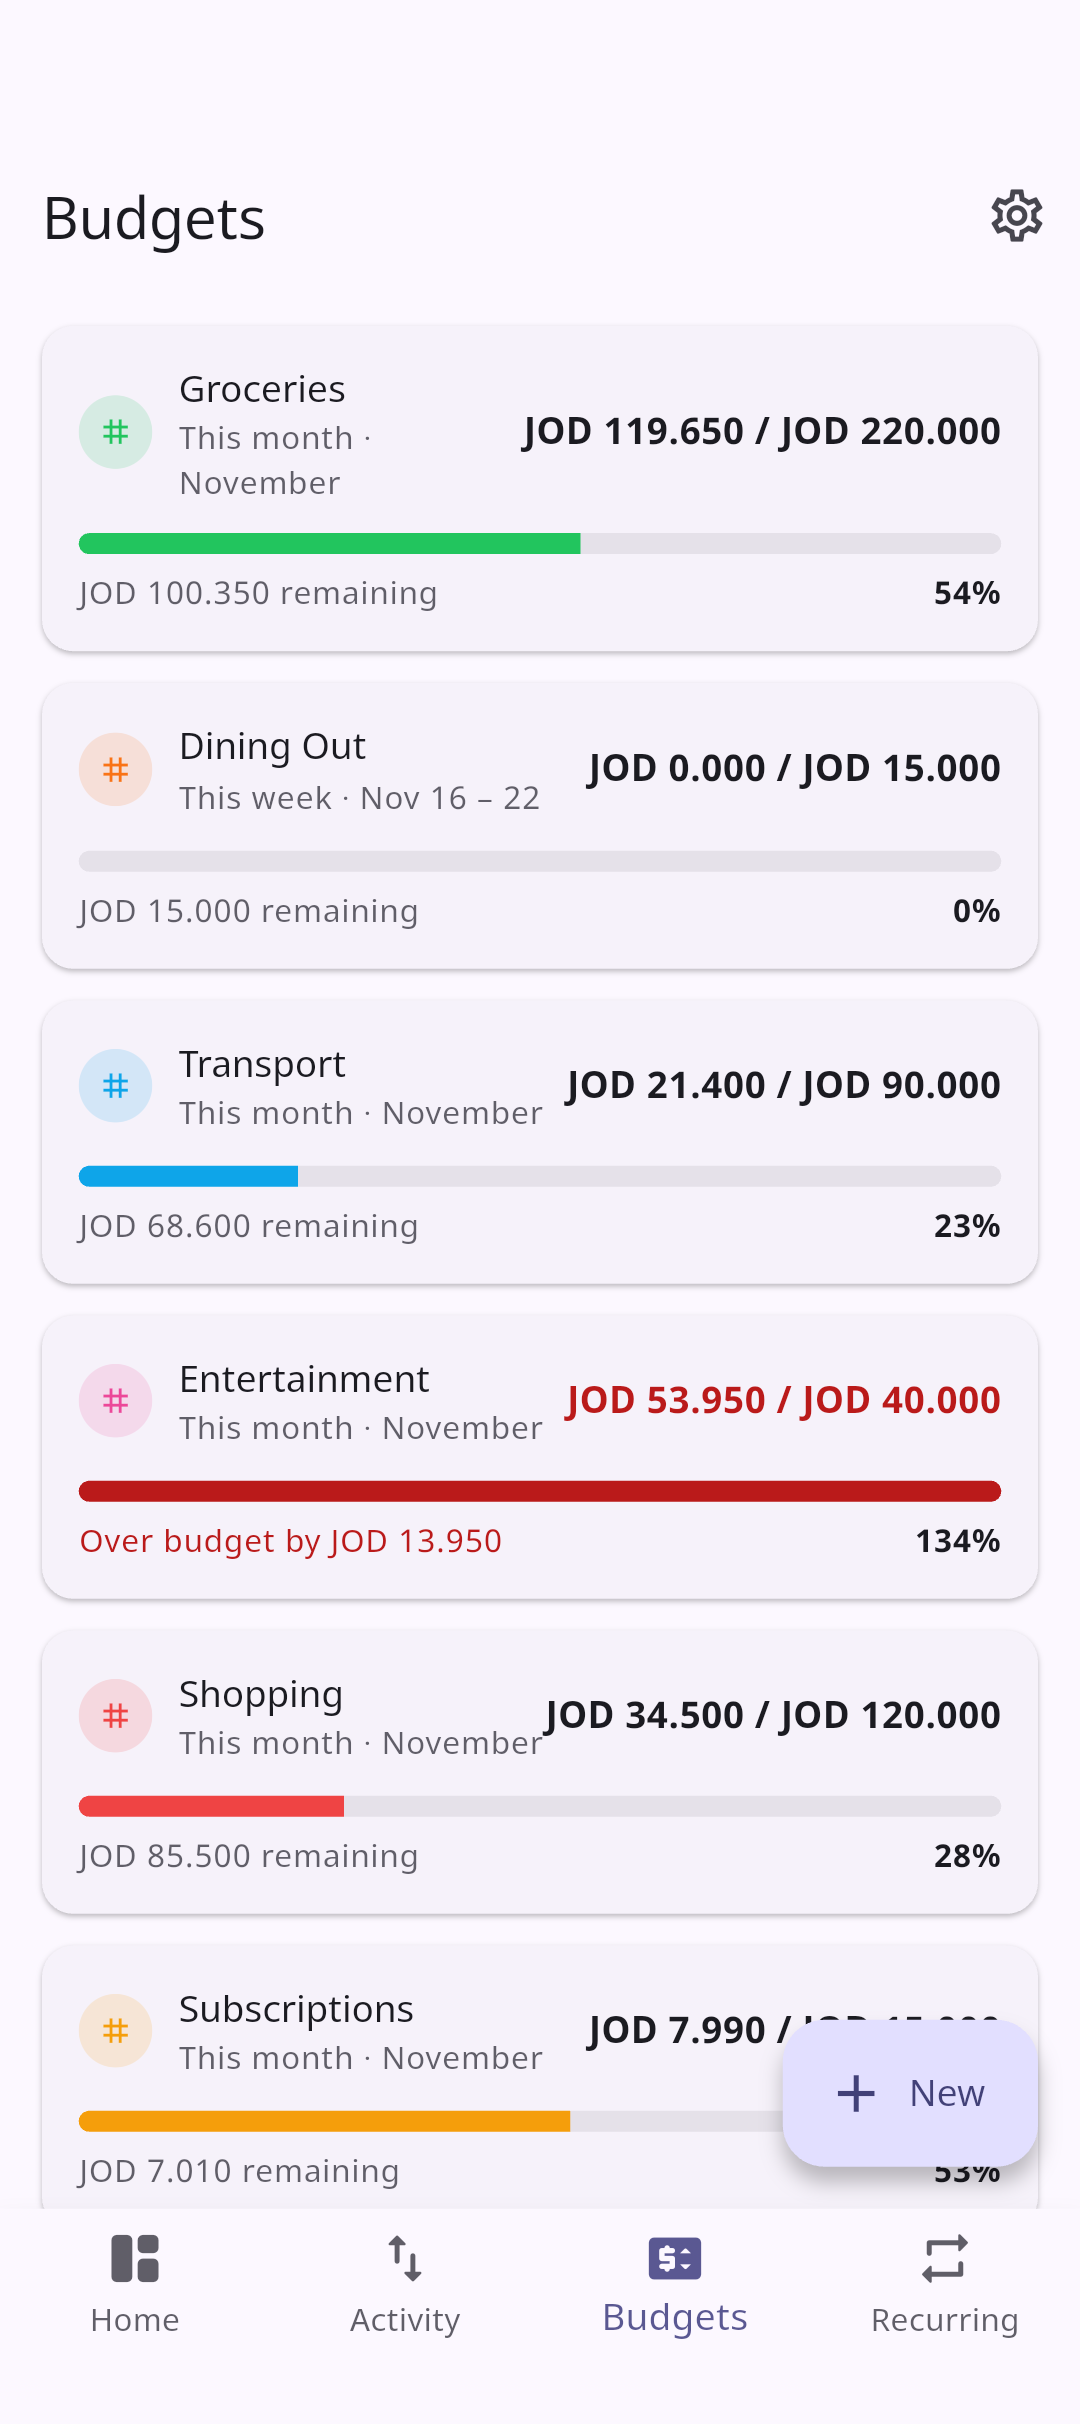 Budgets
Groceries
This month ·
November
JOD 119.650 / JOD 220.000
JOD 100.350 remaining
54%
Dining Out
This week · Nov 16 – 22
JOD 0.000 / JOD 15.000
JOD 15.000 remaining
0%
Transport
This month · November
JOD 21.400 / JOD 90.000
JOD 68.600 remaining
23%
Entertainment
This month · November
JOD 53.950 / JOD 40.000
Over budget by JOD 13.950
134%
Shopping
This month · November
JOD 34.500 / JOD 120.000
JOD 85.500 remaining
28%
Subscriptions
This month · November
JOD 7.990 /
New
JOD 7.010 remaining
53%
Home
Activity
Budgets
Recurring